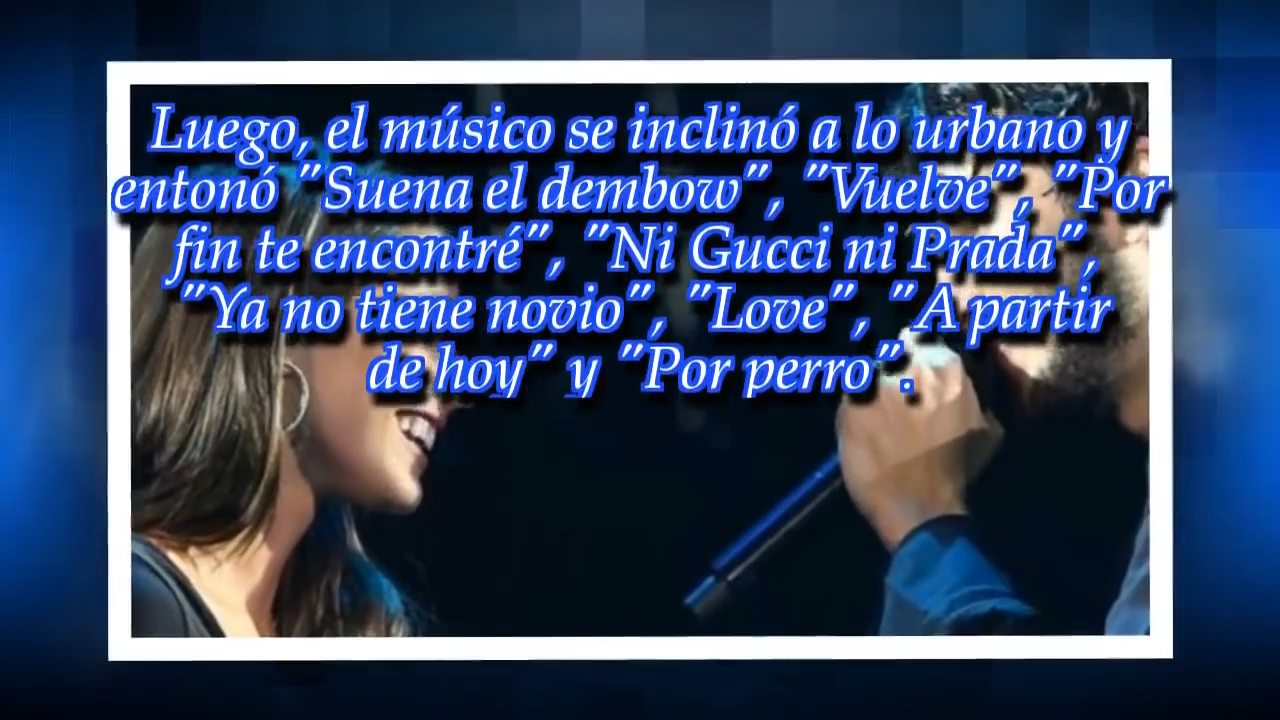 Luego, el músico se inclinó a lo urbano y
entonó "Suena el dembow", "Vuelve", "Por
fin te encontré", "Ni Gucci ni Prada",
"Ya no tiene novio", "Love", "A partir
de hoy" y "Por perro".